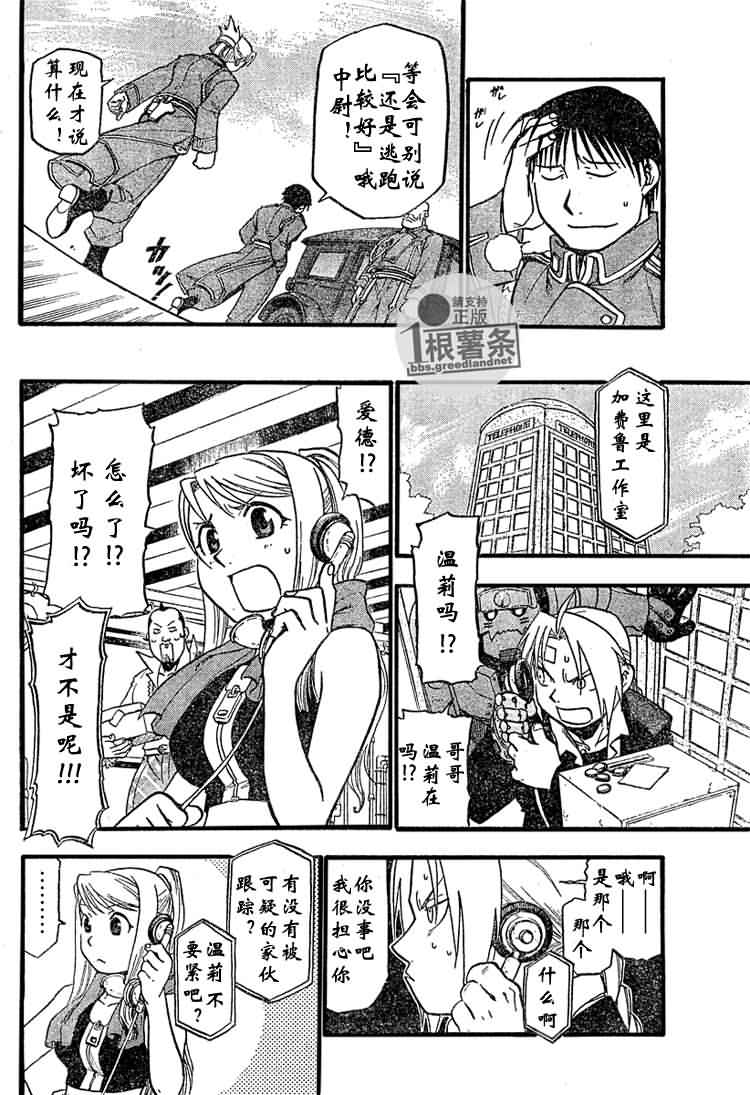 等会可别说
『还是逃跑
比较好』哦
中尉！
现在才说
算什么！
請支持
正版
1根薯条
bbs.greedlandnet
这里是
加费鲁工作
室
TELEPHONE
TELEPHONE
温莉吗!?
哥哥
温莉在
吗!?
爱德!?
怎么了!?
坏了吗!?
才不是呢!!!
啊——
哦——
是那个
那个
什么啊
你没事吧
我很担心你
有没有被
可疑的家伙
跟踪？
温莉不
要紧吧？
……